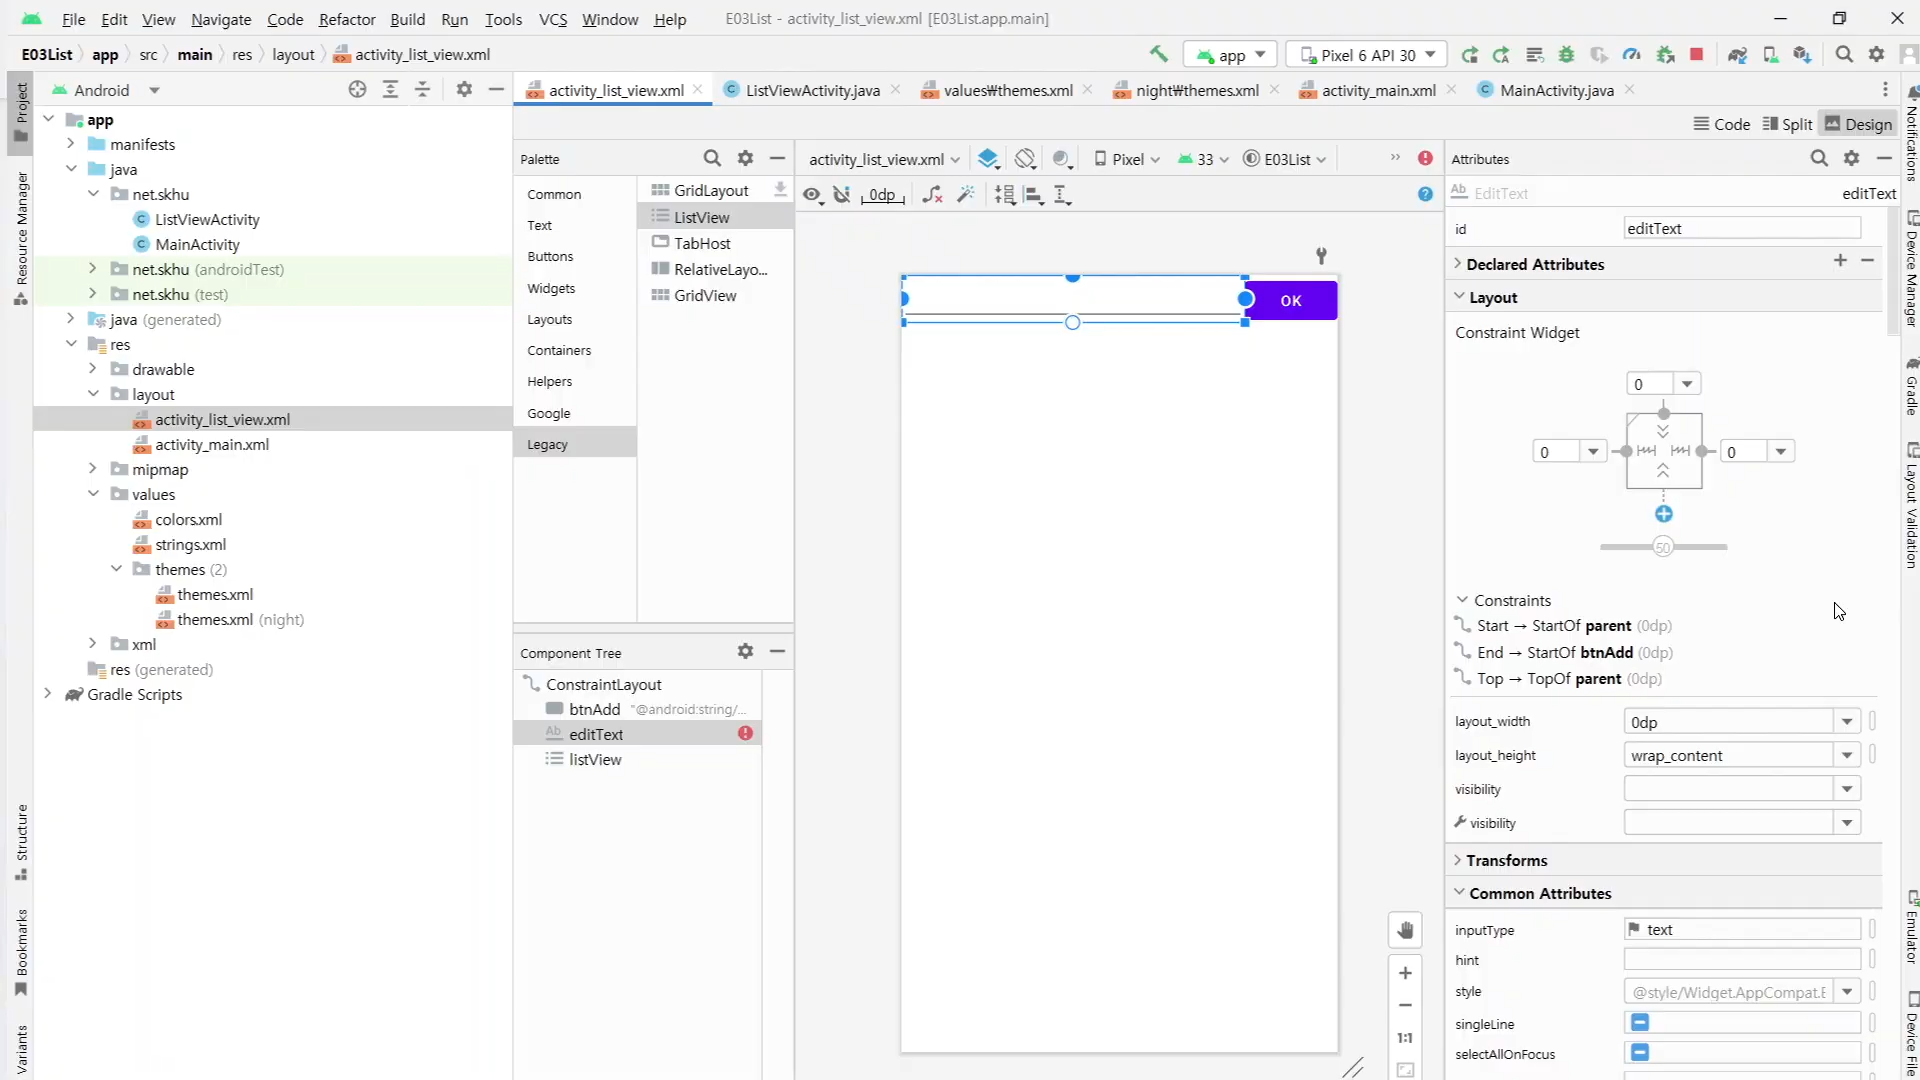 File Edit View Navigate Code Refactor Build Run Tools VCS Window Help E03List - activity_list_view.xml [E03List.app.main]
E03List app src main res layout activity_list_view.xml app Pixel 6 API 30
Project
Android
activity_list_view.xml ListViewActivity.java values₩themes.xml night₩themes.xml activity_main.xml MainActivity.java
Code Split Design
app
manifests
java
net.skhu
ListViewActivity
MainActivity
net.skhu (androidTest)
net.skhu (test)
java (generated)
res
drawable
layout
activity_list_view.xml
activity_main.xml
mipmap
values
colors.xml
strings.xml
themes (2)
themes.xml
themes.xml (night)
xml
res (generated)
Gradle Scripts
Resource Manager
Structure
Bookmarks
Variants
Palette
Common
Text
Buttons
Widgets
Layouts
Containers
Helpers
Google
Legacy
GridLayout
ListView
TabHost
RelativeLayo...
GridView
Component Tree
ConstraintLayout
btnAdd "@android:string/...
Ab editText
listView
activity_list_view.xml Pixel 33 E03List
0dp
OK
1:1
Attributes
Ab EditText editText
id editText
Declared Attributes
Layout
Constraint Widget
0
0 0
50
Constraints
Start → StartOf parent (0dp)
End → StartOf btnAdd (0dp)
Top → TopOf parent (0dp)
layout_width 0dp
layout_height wrap_content
visibility
visibility
Transforms
Common Attributes
inputType text
hint
style @style/Widget.AppCompat.E
singleLine
selectAllOnFocus
Notifications
Device Manager
Gradle
Layout Validation
Emulator
Device File